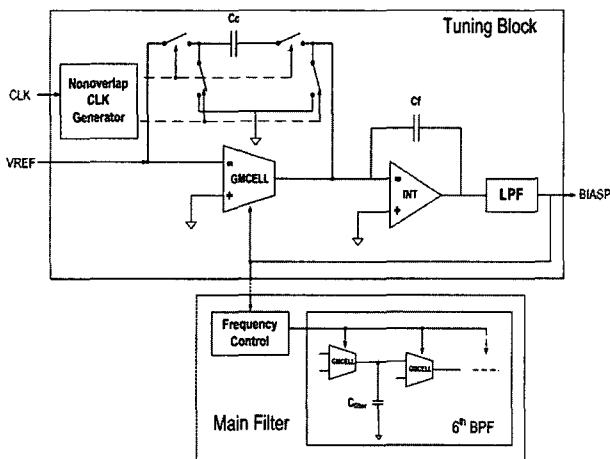 Tuning Block
Cc
Nonoverlap
CLK
Generator
CLK
VREF
GMCELL
Cf
INT
LPF
BIASP
Frequency
Control
GMCELL
GMCELL
Cfilter
Main Filter
6th BPF